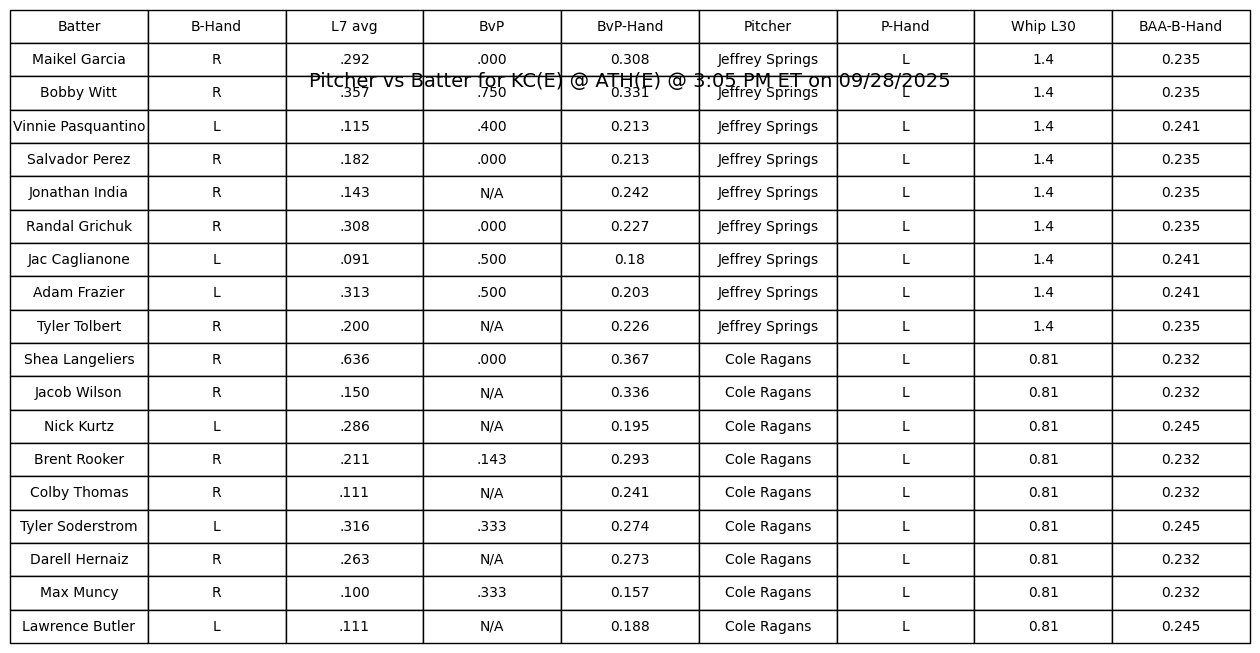 Batter B-Hand L7 avg BvP BvP-Hand Pitcher P-Hand Whip L30 BAA-B-Hand
Maikel Garcia R .292 .000 0.308 Jeffrey Springs L 1.4 0.235
Pitcher vs Batter for KC(E) @ ATH(E) @ 3:05 PM ET on 09/28/2025
Bobby Witt R .357 .750 0.331 Jeffrey Springs L 1.4 0.235
Vinnie Pasquantino L .115 .400 0.213 Jeffrey Springs L 1.4 0.241
Salvador Perez R .182 .000 0.213 Jeffrey Springs L 1.4 0.235
Jonathan India R .143 N/A 0.242 Jeffrey Springs L 1.4 0.235
Randal Grichuk R .308 .000 0.227 Jeffrey Springs L 1.4 0.235
Jac Caglianone L .091 .500 0.18 Jeffrey Springs L 1.4 0.241
Adam Frazier L .313 .500 0.203 Jeffrey Springs L 1.4 0.241
Tyler Tolbert R .200 N/A 0.226 Jeffrey Springs L 1.4 0.235
Shea Langeliers R .636 .000 0.367 Cole Ragans L 0.81 0.232
Jacob Wilson R .150 N/A 0.336 Cole Ragans L 0.81 0.232
Nick Kurtz L .286 N/A 0.195 Cole Ragans L 0.81 0.245
Brent Rooker R .211 .143 0.293 Cole Ragans L 0.81 0.232
Colby Thomas R .111 N/A 0.241 Cole Ragans L 0.81 0.232
Tyler Soderstrom L .316 .333 0.274 Cole Ragans L 0.81 0.245
Darell Hernaiz R .263 N/A 0.273 Cole Ragans L 0.81 0.232
Max Muncy R .100 .333 0.157 Cole Ragans L 0.81 0.232
Lawrence Butler L .111 N/A 0.188 Cole Ragans L 0.81 0.245